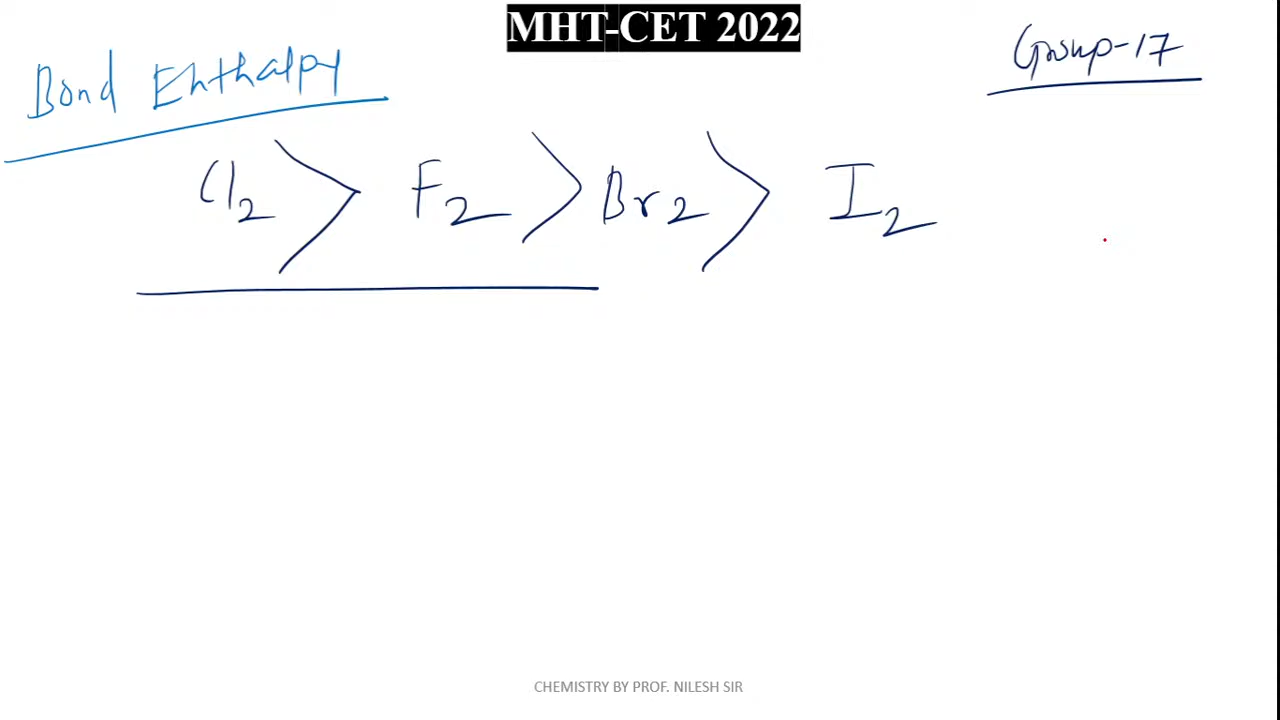 MHT-CET 2022
Group-17
Bond Enthalpy
Cl2 > F2 > Br2 > I2
CHEMISTRY BY PROF. NILESH SIR